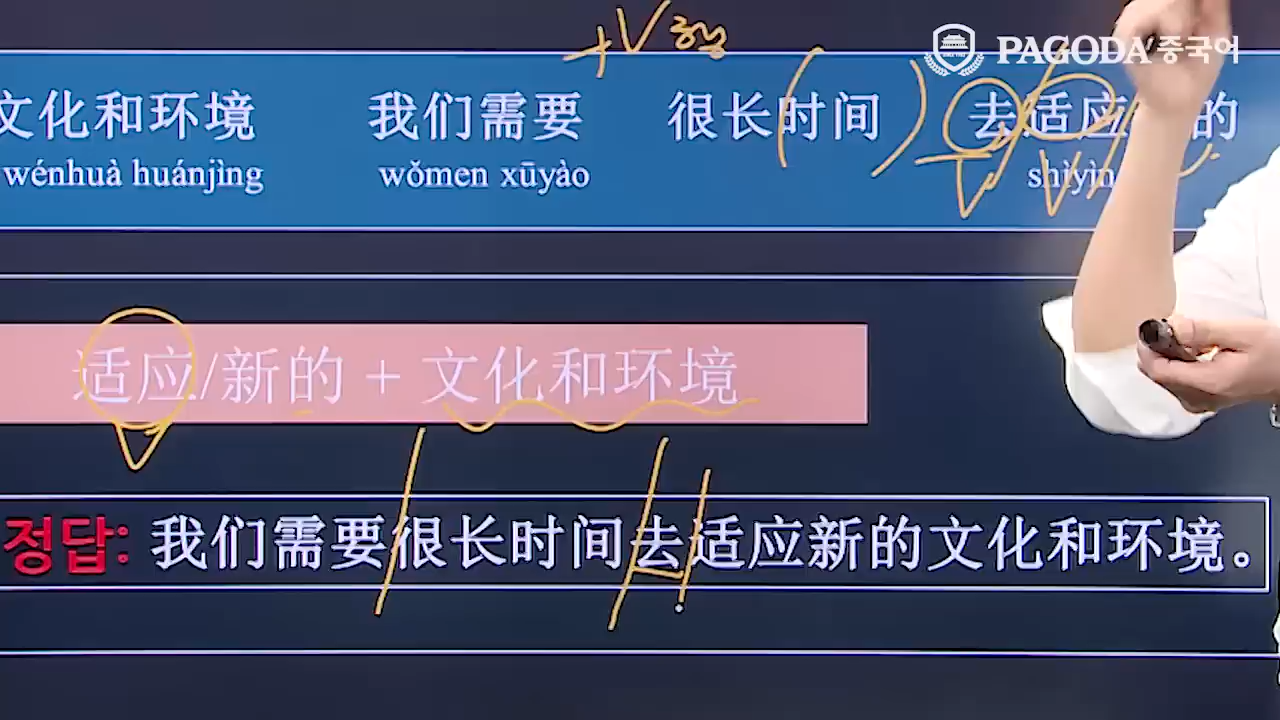 +V
PAGODA 중국어
文化和环境 我们需要 很长时间 去适应 的
wénhuà huánjìng wǒmen xūyào
适应/新的 + 文化和环境
정답: 我们需要很长时间去适应新的文化和环境。